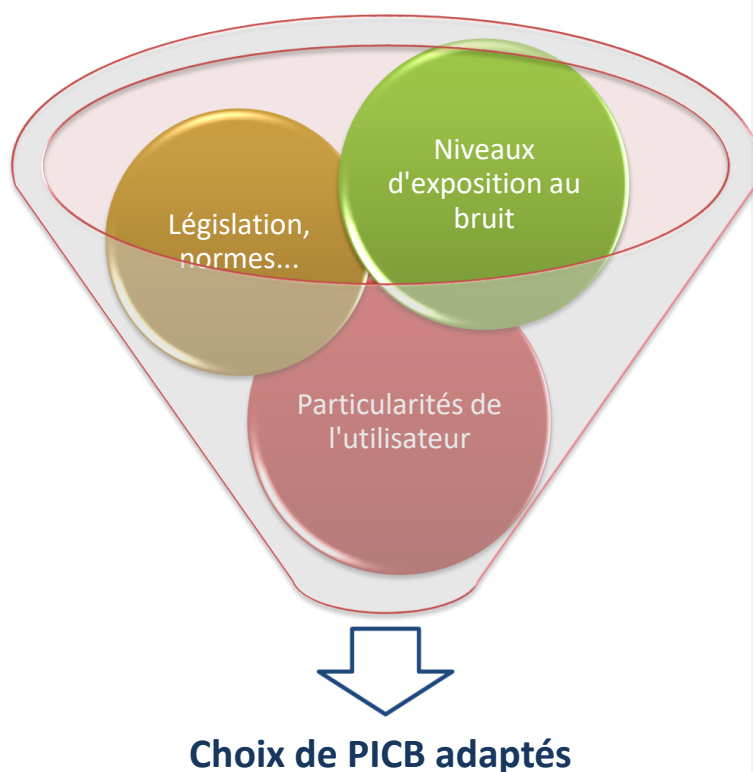 Niveaux
d'exposition au
bruit
Législation,
normes...
Particularités de
l'utilisateur
Choix de PICB adaptés